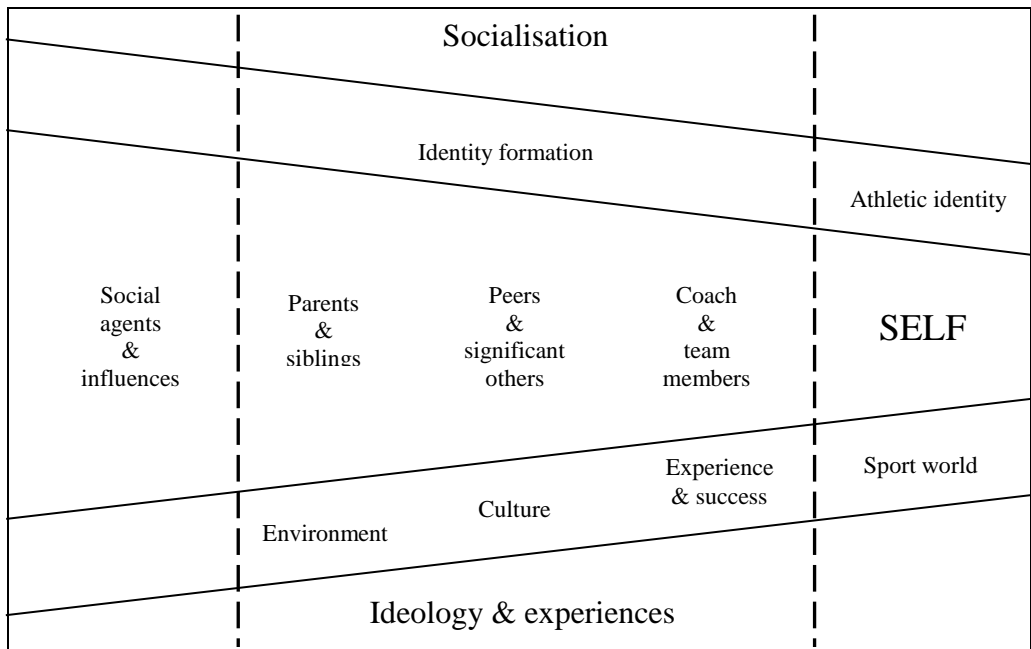 Socialisation
Identity formation
Athletic identity
Social
agents
&
influences
Parents
&
siblings
Peers
&
significant
others
Coach
&
team
members
SELF
Experience
& success
Sport world
Culture
Environment
Ideology & experiences